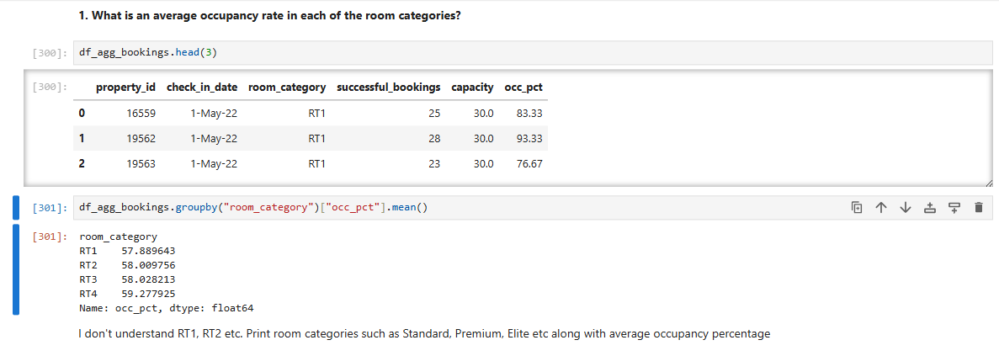 1. What is an average occupancy rate in each of the room categories?
[300]: df_agg_bookings.head(3)
[300]: property_id check_in_date room_category successful_bookings capacity occ_pct
0 16559 1-May-22 RT1 25 30.0 83.33
1 19562 1-May-22 RT1 28 30.0 93.33
2 19563 1-May-22 RT1 23 30.0 76.67
[301]: df_agg_bookings.groupby("room_category")["occ_pct"].mean()
[301]: room_category
RT1 57.889643
RT2 58.009756
RT3 58.028213
RT4 59.277925
Name: occ_pct, dtype: float64
I don't understand RT1, RT2 etc. Print room categories such as Standard, Premium, Elite etc along with average occupancy percentage